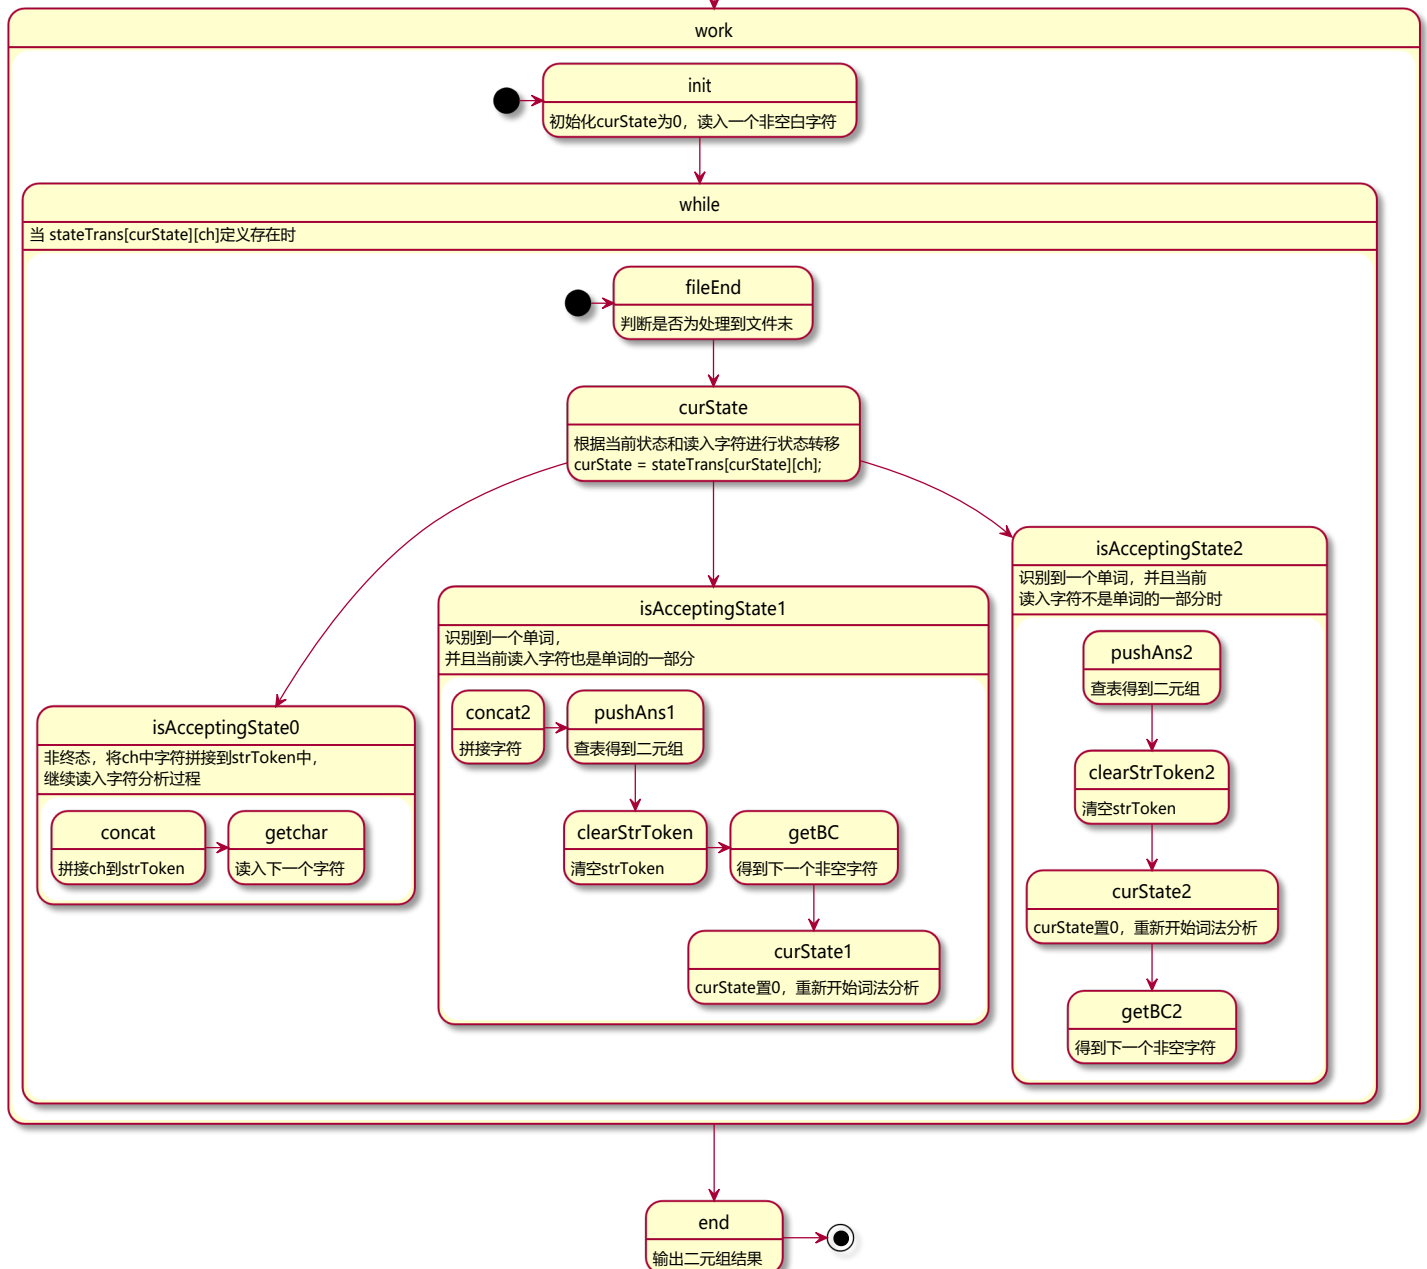 work
init
初始化curState为0，读入一个非空白字符
while
当 stateTrans[curState][ch]定义存在时
fileEnd
判断是否为处理到文件末
curState
根据当前状态和读入字符进行状态转移
curState = stateTrans[curState][ch];
isAcceptingState0
非终态，将ch中字符拼接到strToken中，
继续读入字符分析过程
concat
拼接ch到strToken
getchar
读入下一个字符
isAcceptingState1
识别到一个单词，
并且当前读入字符也是单词的一部分
concat2
拼接字符
pushAns1
查表得到二元组
clearStrToken
清空strToken
getBC
得到下一个非空字符
curState1
curState置0，重新开始词法分析
isAcceptingState2
识别到一个单词，并且当前
读入字符不是单词的一部分时
pushAns2
查表得到二元组
clearStrToken2
清空strToken
curState2
curState置0，重新开始词法分析
getBC2
得到下一个非空字符
end
输出二元组结果